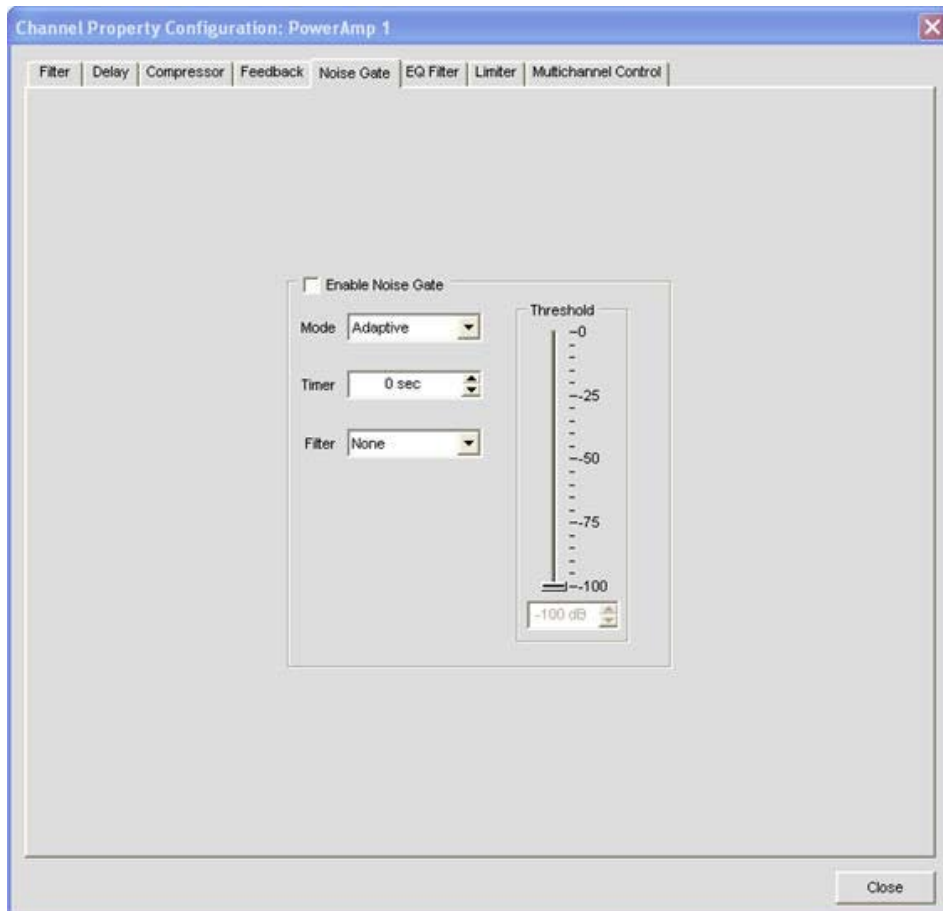 Channel Property Configuration: PowerAmp 1
Filter Delay Compressor Feedback Noise Gate EQ Filter Limiter Multichannel Control
Enable Noise Gate
Mode Adaptive
Timer 0 sec
Filter None
Threshold
-0
-25
-50
-75
-100
-100 dB
Close